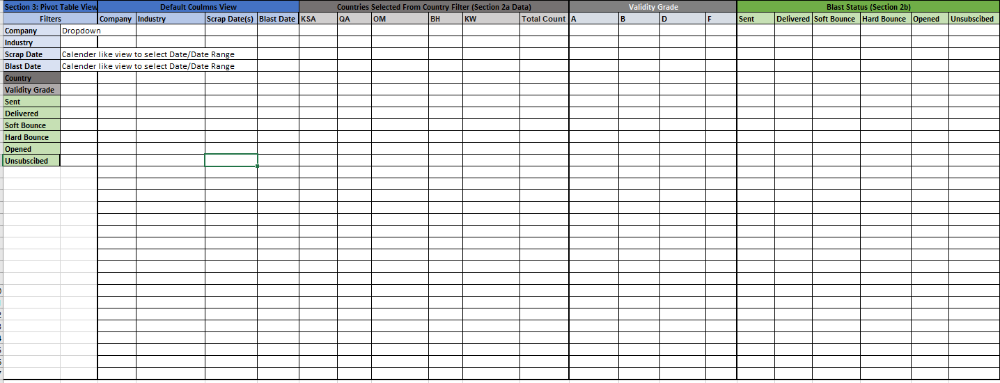 Section 3: Pivot Table View Default Coulmns View Countries Selected From Country Filter (Section 2a Data) Validity Grade Blast Status (Section 2b)
Filters Company Industry Scrap Date(s) Blast Date KSA QA OM BH KW Total Count A B D F Sent Delivered Soft Bounce Hard Bounce Opened Unsubscibed
Company Dropdown
Industry
Scrap Date Calender like view to select Date/Date Range
Blast Date Calender like view to select Date/Date Range
Country
Validity Grade
Sent
Delivered
Soft Bounce
Hard Bounce
Opened
Unsubscibed